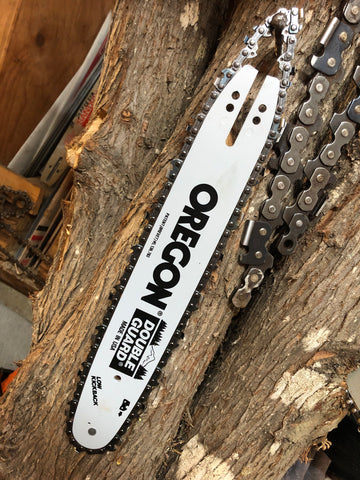 OREGON®
DOUBLE
GUARD®
MADE IN USA
LOW
KICKBACK